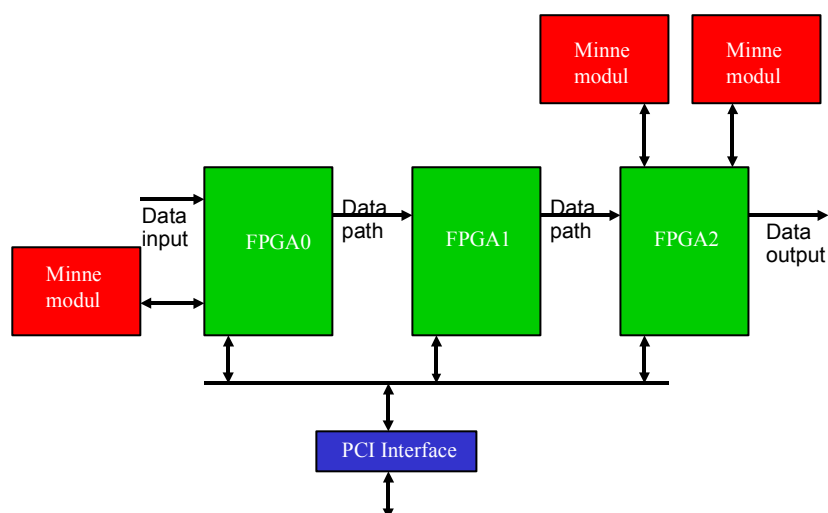 Minne
modul
Minne
modul
Data
input
FPGA0
Data
path
FPGA1
Data
path
FPGA2
Data
output
Minne
modul
PCI Interface